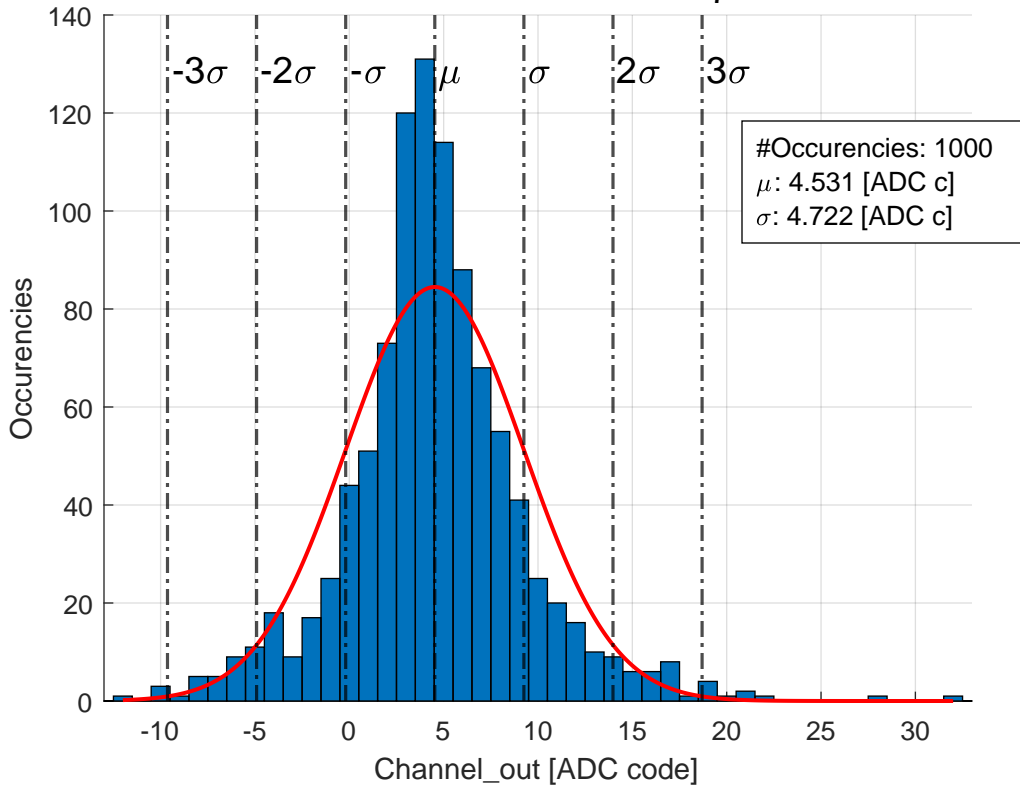 140
120
100
80
60
40
20
0
-10
-5
0
5
10
15
20
25
30
-3σ
-2σ
-σ
μ
σ
2σ
3σ
#Occurencies: 1000
μ: 4.531 [ADC c]
σ: 4.722 [ADC c]
Occurencies
Channel_out [ADC code]